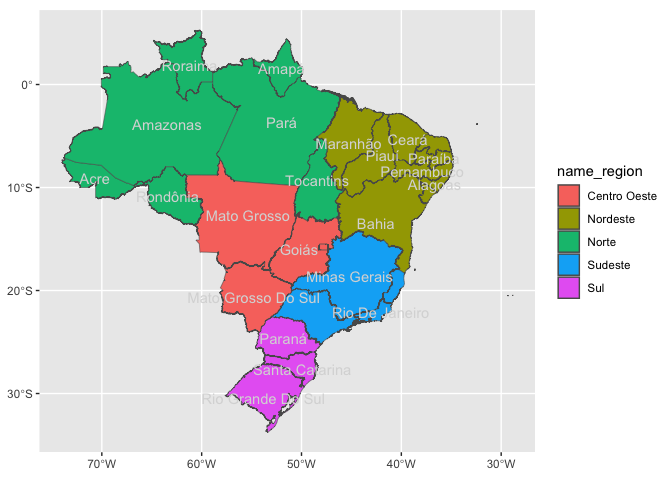 Roraima
Amapá
0°
Amazonas
Pará
Maranhão
Ceará
Piauí
Paraíba
Pernambuco
Acre
Alagoas
10°S
Tocantins
Rondônia
Mato Grosso
Bahia
Goiás
Minas Gerais
20°S
Mato Grosso Do Sul
Rio De Janeiro
Paraná
Santa Catarina
30°S
Rio Grande Do Sul
70°W 60°W 50°W 40°W 30°W
name_region
Centro Oeste
Nordeste
Norte
Sudeste
Sul